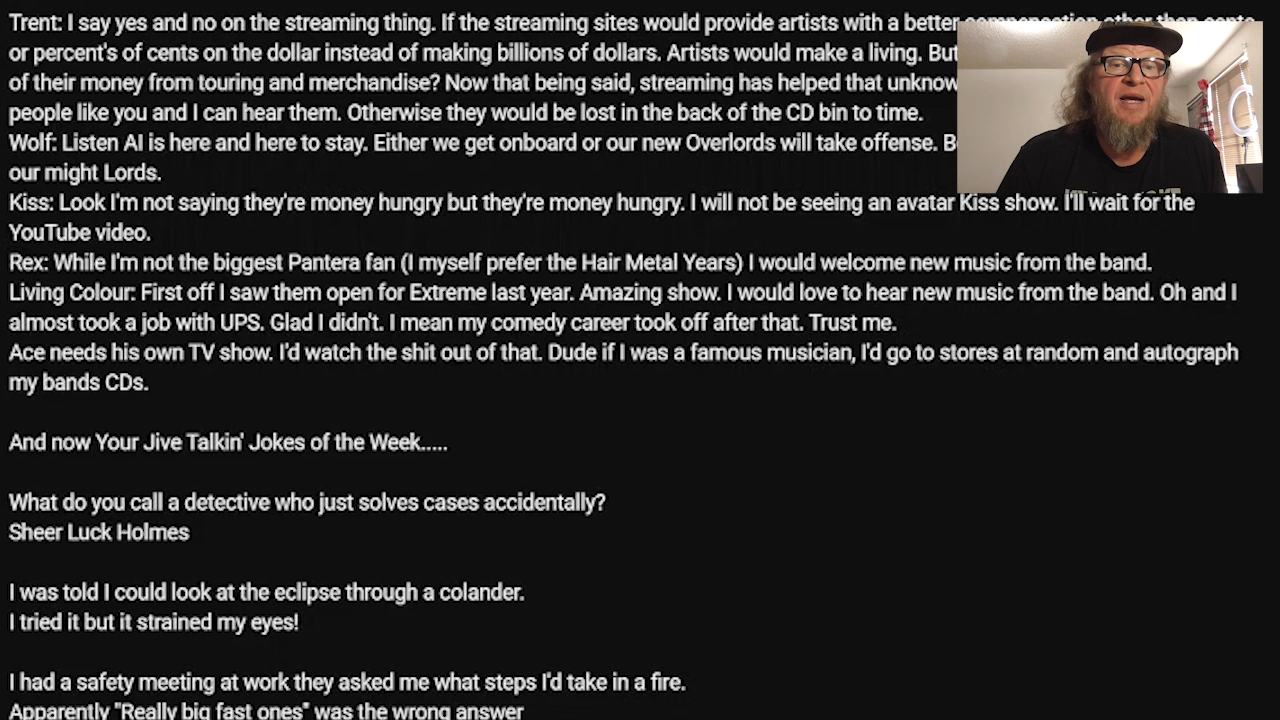 Trent: I say yes and no on the streaming thing. If the streaming sites would provide artists with a better compensation other then cents
or percent's of cents on the dollar instead of making billions of dollars. Artists would make a living. But
of their money from touring and merchandise? Now that being said, streaming has helped that unknow
people like you and I can hear them. Otherwise they would be lost in the back of the CD bin to time.
Wolf: Listen AI is here and here to stay. Either we get onboard or our new Overlords will take offense.
our might Lords.
Kiss: Look I'm not saying they're money hungry but they're money hungry. I will not be seeing an avatar Kiss show. I'll wait for the
YouTube video.
Rex: While I'm not the biggest Pantera fan (I myself prefer the Hair Metal Years) I would welcome new music from the band.
Living Colour: First off I saw them open for Extreme last year. Amazing show. I would love to hear new music from the band. Oh and I
almost took a job with UPS. Glad I didn't. I mean my comedy career took off after that. Trust me.
Ace needs his own TV show. I'd watch the shit out of that. Dude if I was a famous musician, I'd go to stores at random and autograph
my bands CDs.
And now Your Jive Talkin' Jokes of the Week.....
What do you call a detective who just solves cases accidentally?
Sheer Luck Holmes
I was told I could look at the eclipse through a colander.
I tried it but it strained my eyes!
I had a safety meeting at work they asked me what steps I'd take in a fire.
Apparently "Really big fast ones" was the wrong answer